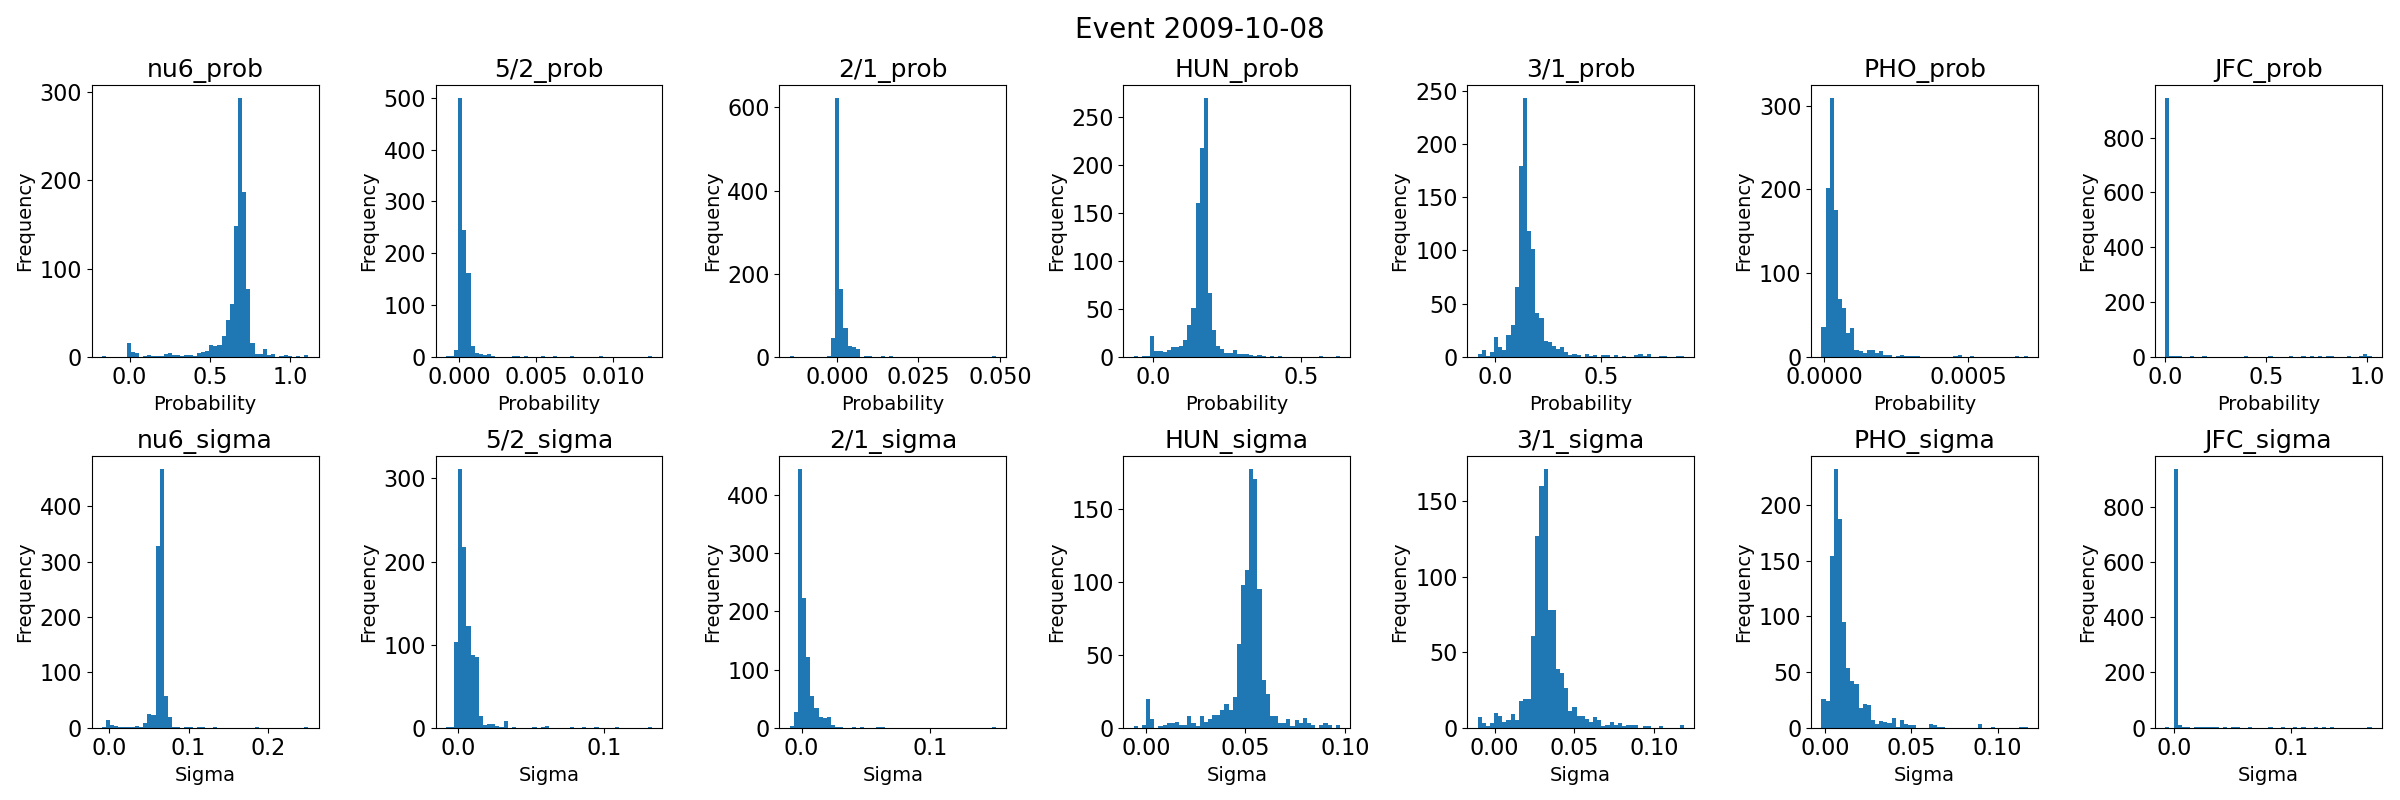 Event 2009-10-08
nu6_prob 5/2_prob 2/1_prob HUN_prob 3/1_prob PHO_prob JFC_prob
Frequency Frequency Frequency Frequency Frequency Frequency Frequency
300 200 100 0
500 400 300 200 100 0
600 400 200 0
250 200 150 100 50 0
250 200 150 100 50 0
300 200 100 0
800 600 400 200 0
0.0 0.5 1.0
0.000 0.005 0.010
0.000 0.025 0.050
0.0 0.5
0.0 0.5
0.0000 0.0005
0.0 0.5 1.0
Probability Probability Probability Probability Probability Probability Probability
nu6_sigma 5/2_sigma 2/1_sigma HUN_sigma 3/1_sigma PHO_sigma JFC_sigma
Frequency Frequency Frequency Frequency Frequency Frequency Frequency
400 300 200 100 0
300 200 100 0
400 300 200 100 0
150 100 50 0
150 100 50 0
200 150 100 50 0
800 600 400 200 0
0.0 0.1 0.2
0.0 0.1
0.0 0.1
0.00 0.05 0.10
0.00 0.05 0.10
0.00 0.05 0.10
0.0 0.1
Sigma Sigma Sigma Sigma Sigma Sigma Sigma